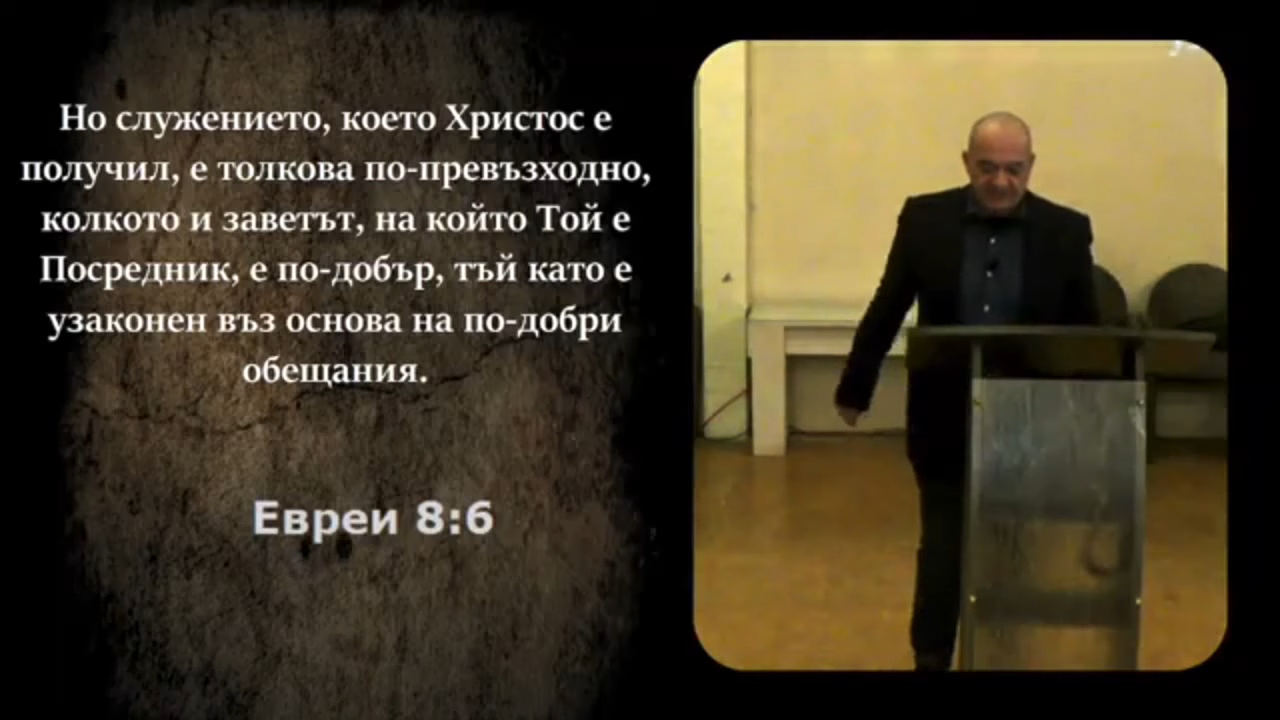 Но служението, което Христос е
получил, е толкова по-превъзходно,
колкото и заветът, на който Той е
Посредник, е по-добър, тъй като е
узаконен въз основа на по-добри
обещания.
Евреи 8:6